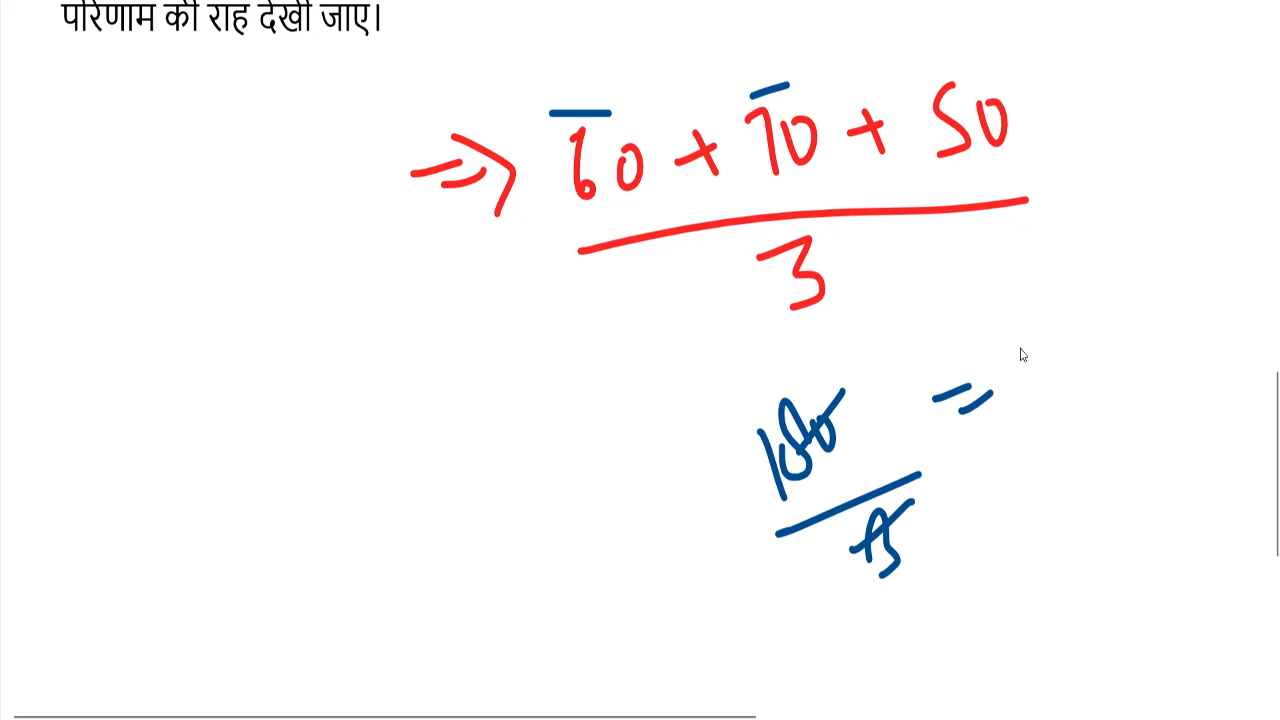 परिणाम की राह देखी जाए।
⇒ 60 + 70 + 50
3
180 =
3